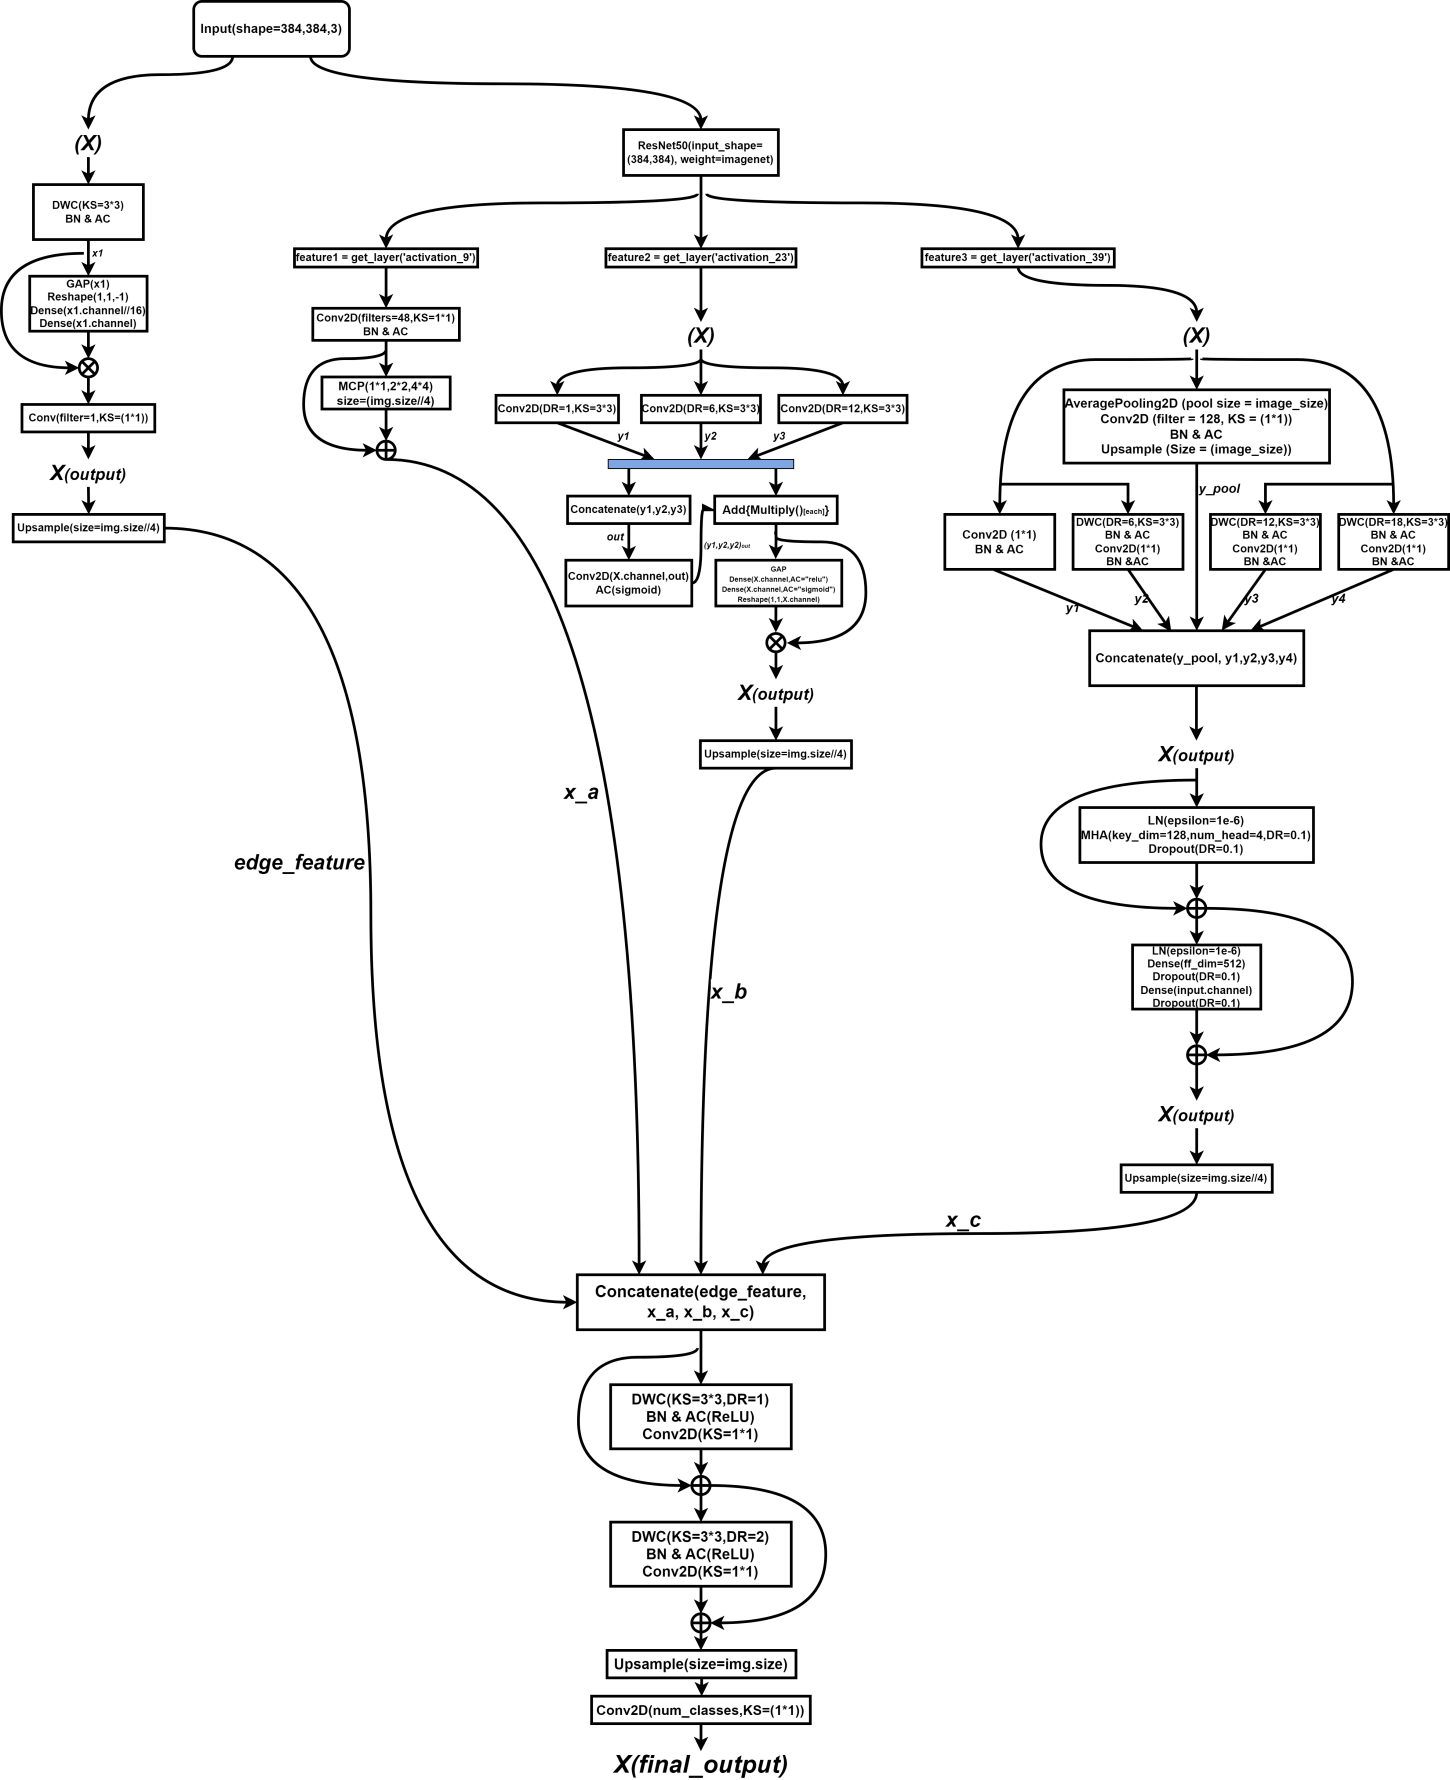 Input(shape=384,384,3)
(X)
DWC(KS=3*3)
BN & AC
x1
GAP(x1)
Reshape(1,1,-1)
Dense(x1.channel//16)
Dense(x1.channel)
Conv(filter=1,KS=(1*1))
X(output)
Upsample(size=img.size//4)
edge_feature
ResNet50(input_shape=
(384,384), weight=imagenet)
feature1 = get_layer('activation_9')
Conv2D(filters=48,KS=1*1)
BN & AC
MCP(1*1,2*2,4*4)
size=(img.size//4)
x_a
feature2 = get_layer('activation_23')
(X)
Conv2D(DR=1,KS=3*3)
Conv2D(DR=6,KS=3*3)
Conv2D(DR=12,KS=3*3)
y1
y2
y3
Concatenate(y1,y2,y3)
out
Conv2D(X.channel,out)
AC(sigmoid)
Add{Multiply()[each]}
(y1,y2,y2)out
GAP
Dense(X.channel,AC="relu")
Dense(X.channel,AC="sigmoid")
Reshape(1,1,X.channel)
X(output)
Upsample(size=img.size//4)
x_b
feature3 = get_layer('activation_39')
(X)
AveragePooling2D (pool size = image_size)
Conv2D (filter = 128, KS = (1*1))
BN & AC
Upsample (Size = (image_size))
y_pool
Conv2D (1*1)
BN & AC
DWC(DR=6,KS=3*3)
BN & AC
Conv2D(1*1)
BN &AC
DWC(DR=12,KS=3*3)
BN & AC
Conv2D(1*1)
BN &AC
DWC(DR=18,KS=3*3)
BN & AC
Conv2D(1*1)
BN &AC
y1
y2
y3
y4
Concatenate(y_pool, y1,y2,y3,y4)
X(output)
LN(epsilon=1e-6)
MHA(key_dim=128,num_head=4,DR=0.1)
Dropout(DR=0.1)
LN(epsilon=1e-6)
Dense(ff_dim=512)
Dropout(DR=0.1)
Dense(input.channel)
Dropout(DR=0.1)
X(output)
Upsample(size=img.size//4)
x_c
Concatenate(edge_feature,
x_a, x_b, x_c)
DWC(KS=3*3,DR=1)
BN & AC(ReLU)
Conv2D(KS=1*1)
DWC(KS=3*3,DR=2)
BN & AC(ReLU)
Conv2D(KS=1*1)
Upsample(size=img.size)
Conv2D(num_classes,KS=(1*1))
X(final_output)